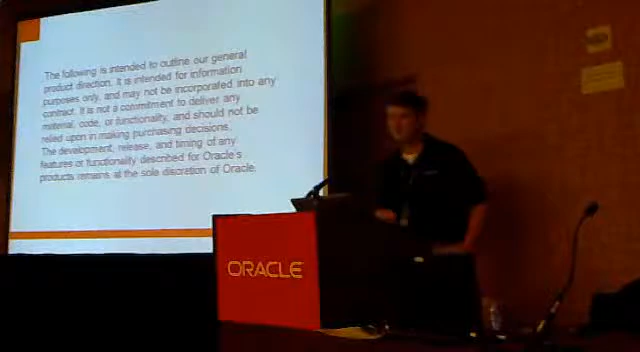 The following is intended to outline our general
product direction. It is intended for information
purposes only, and may not be incorporated into any
contract. It is not a commitment to deliver any
material, code, or functionality, and should not be
relied upon in making purchasing decisions.
The development, release, and timing of any
features or functionality described for Oracle's
products remains at the sole discretion of Oracle.
ORACLE